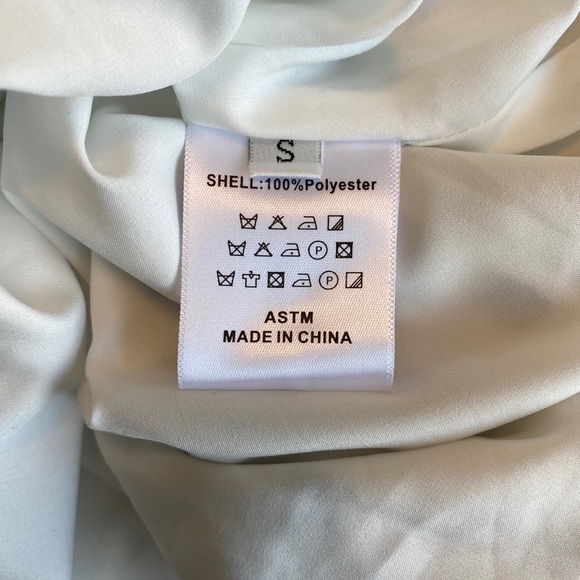 S
SHELL:100%Polyester
P
P
ASTM
MADE IN CHINA